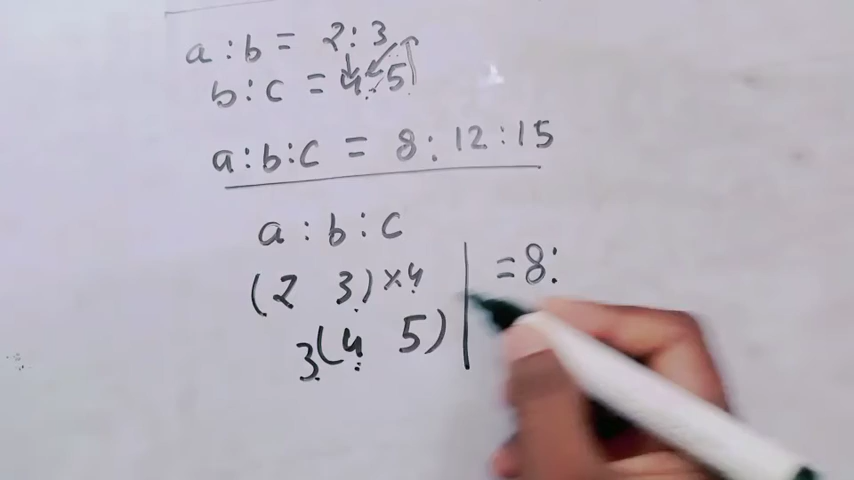 a : b = 2 : 3
b : c = 4 : 5
a : b : c = 8 : 12 : 15
a : b : c
(2 3) × 4
3(4 5)
= 8 :